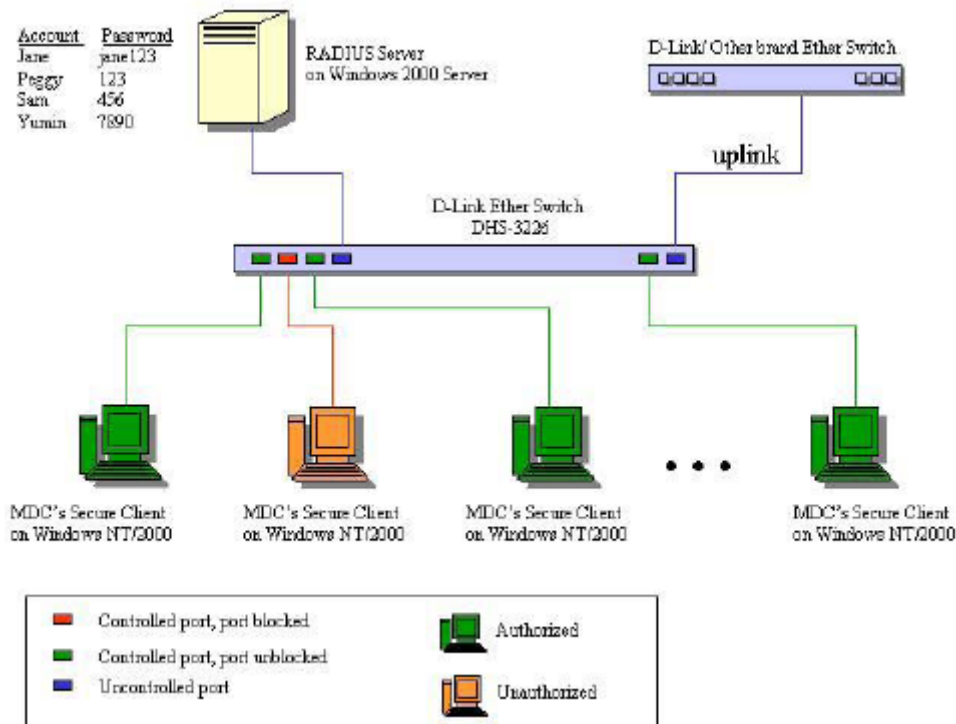 Account Password
Jane jane123
Peggy 123
Sam 456
Yumin 7890
RADIUS Server
on Windows 2000 Server
D-Link/ Other brand Ether Switch
uplink
D-Link Ether Switch
DHS-3226
MDC's Secure Client
on Windows NT/2000
MDC's Secure Client
on Windows NT/2000
MDC's Secure Client
on Windows NT/2000
MDC's Secure Client
on Windows NT/2000
Controlled port, port blocked
Controlled port, port unblocked
Uncontrolled port
Authorized
Unauthorized